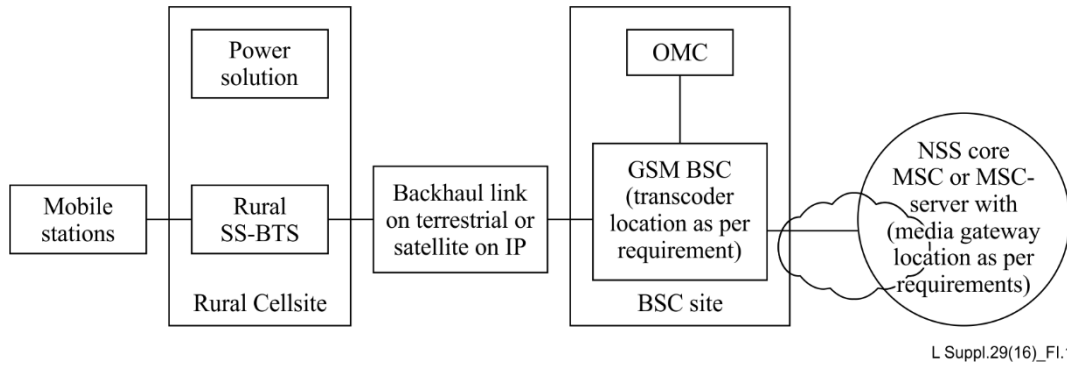 Power
solution
OMC
Mobile
stations
Rural
SS-BTS
Backhaul link
on terrestrial or
satellite on IP
GSM BSC
(transcoder
location as per
requirement)
NSS core
MSC or MSC-
server with
(media gateway
location as per
requirements)
Rural Cellsite
BSC site
L Suppl.29(16)_FI.